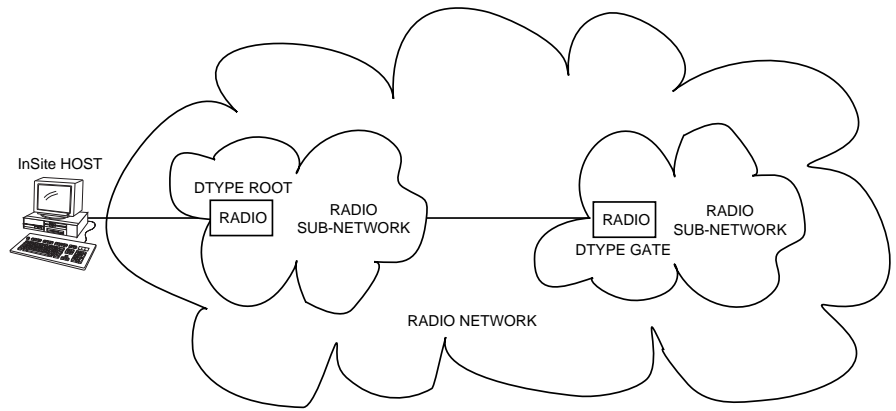 InSite HOST
DTYPE ROOT
RADIO
RADIO
SUB-NETWORK
RADIO
DTYPE GATE
RADIO
SUB-NETWORK
RADIO NETWORK